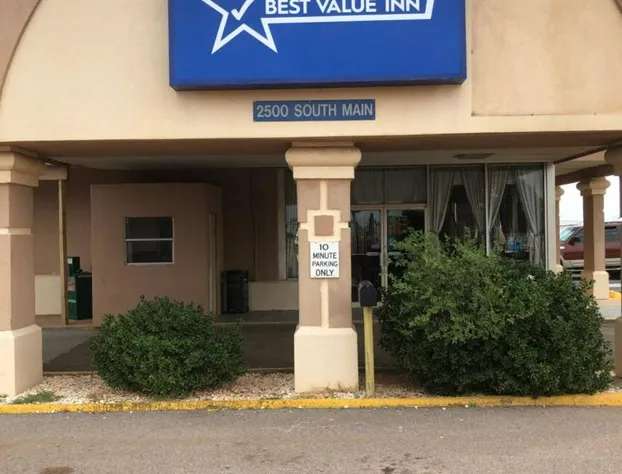 BEST VALUE INN
2500 SOUTH MAIN
10
MINUTE
PARKING
ONLY